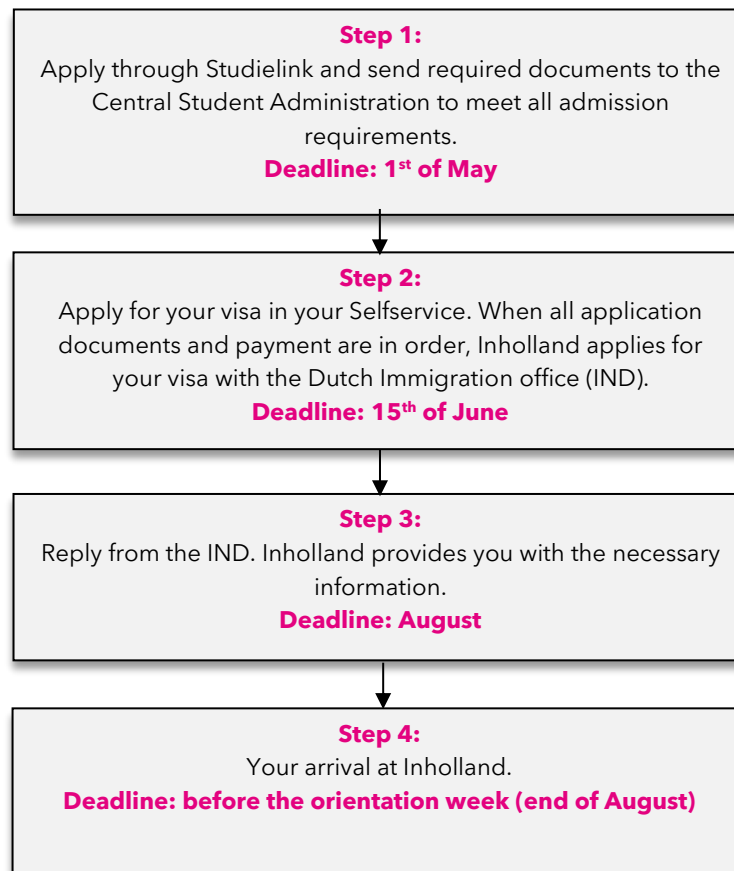 Step 1:
Apply through Studielink and send required documents to the
Central Student Administration to meet all admission
requirements.
Deadline: 1st of May
Step 2:
Apply for your visa in your Selfservice. When all application
documents and payment are in order, Inholland applies for
your visa with the Dutch Immigration office (IND).
Deadline: 15th of June
Step 3:
Reply from the IND. Inholland provides you with the necessary
information.
Deadline: August
Step 4:
Your arrival at Inholland.
Deadline: before the orientation week (end of August)